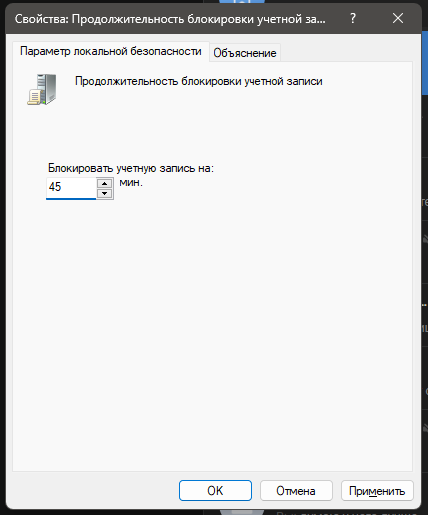 Свойства: Продолжительность блокировки учетной за...
?
Параметр локальной безопасности
Объяснение
Продолжительность блокировки учетной записи
Блокировать учетную запись на:
45
мин.
OK
Отмена
Применить